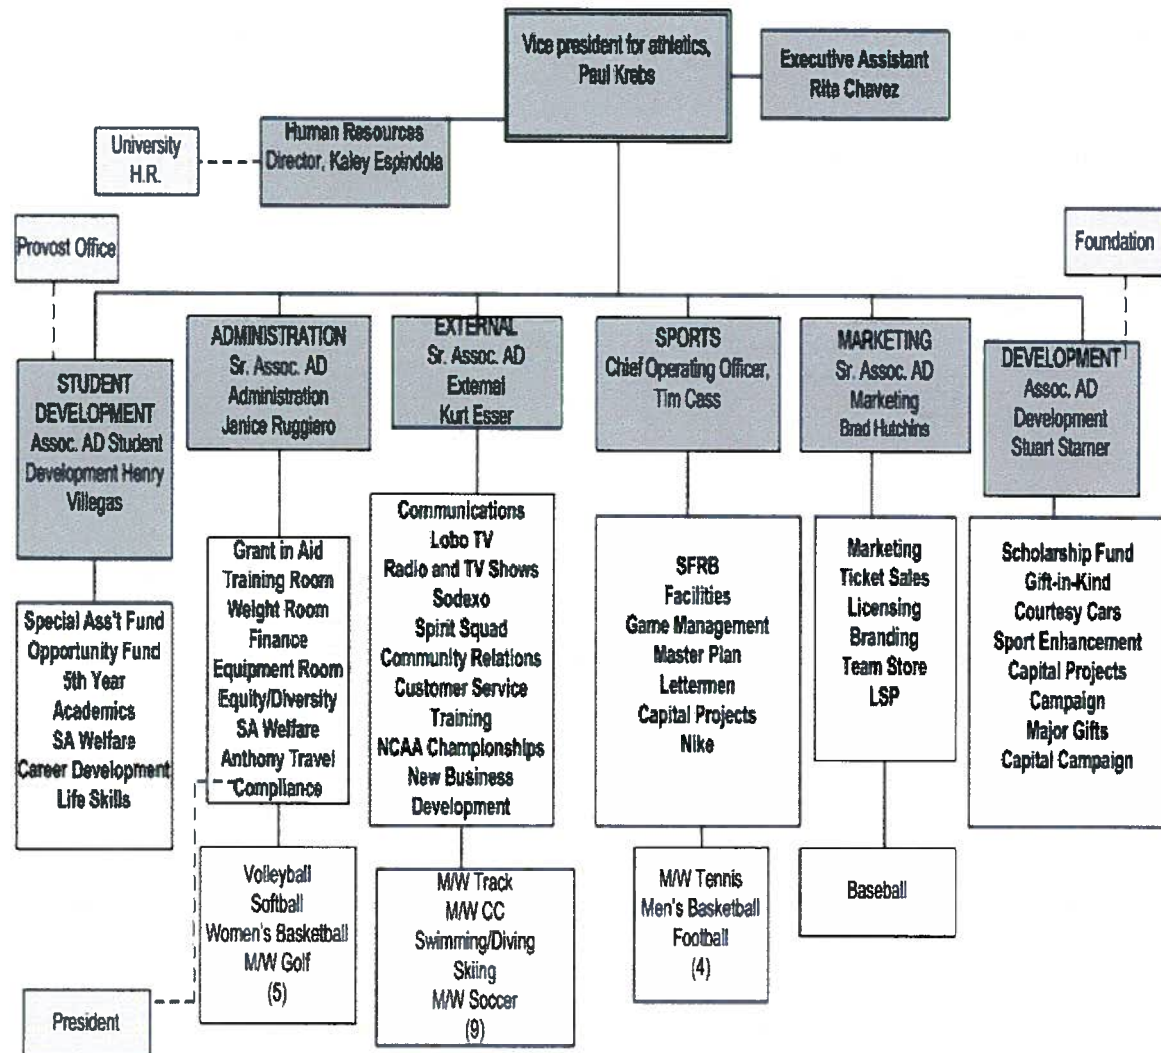 Vice president for athletics,
Paul Krebs
Executive Assistant
Rita Chavez
Human Resources
Director, Kaley Espindola
University
H.R.
Provost Office
Foundation
STUDENT
DEVELOPMENT
Assoc. AD Student
Development Henry
Villegas
ADMINISTRATION
Sr. Assoc. AD
Administration
Janice Ruggiero
EXTERNAL
Sr. Assoc. AD
External
Kurt Esser
SPORTS
Chief Operating Officer,
Tim Cass
MARKETING
Sr. Assoc. AD
Marketing
Brad Hutchins
DEVELOPMENT
Assoc. AD
Development
Stuart Starner
Special Ass't Fund
Opportunity Fund
5th Year
Academics
SA Welfare
Career Development
Life Skills
Grant in Aid
Training Room
Weight Room
Finance
Equipment Room
Equity/Diversity
SA Welfare
Anthony Travel
Compliance
Communications
Lobo TV
Radio and TV Shows
Sodexo
Spirit Squad
Community Relations
Customer Service
Training
NCAA Championships
New Business
Development
SFRB
Facilities
Game Management
Master Plan
Lettermen
Capital Projects
Nike
Marketing
Ticket Sales
Licensing
Branding
Team Store
LSP
Scholarship Fund
Gift-in-Kind
Courtesy Cars
Sport Enhancement
Capital Projects
Campaign
Major Gifts
Capital Campaign
Volleyball
Softball
Women's Basketball
M/W Golf
(5)
M/W Track
M/W CC
Swimming/Diving
Skiing
M/W Soccer
(9)
M/W Tennis
Men's Basketball
Football
(4)
Baseball
President